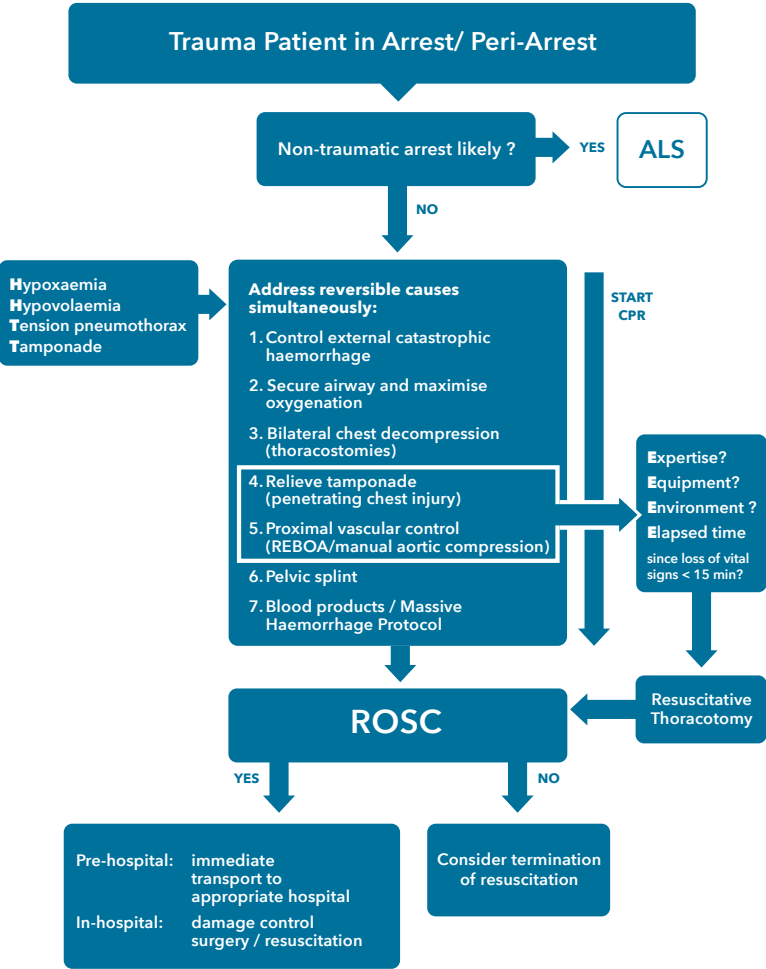 Trauma Patient in Arrest/ Peri-Arrest
Non-traumatic arrest likely ?
YES
ALS
NO
Hypoxaemia
Hypovolaemia
Tension pneumothorax
Tamponade
Address reversible causes
simultaneously:
1. Control external catastrophic
haemorrhage
2. Secure airway and maximise
oxygenation
3. Bilateral chest decompression
(thoracostomies)
4. Relieve tamponade
(penetrating chest injury)
5. Proximal vascular control
(REBOA/manual aortic compression)
6. Pelvic splint
7. Blood products / Massive
Haemorrhage Protocol
START
CPR
Expertise?
Equipment?
Environment ?
Elapsed time
since loss of vital
signs < 15 min?
Resuscitative
Thoracotomy
ROSC
YES
NO
Pre-hospital: immediate
transport to
appropriate hospital
In-hospital: damage control
surgery / resuscitation
Consider termination
of resuscitation